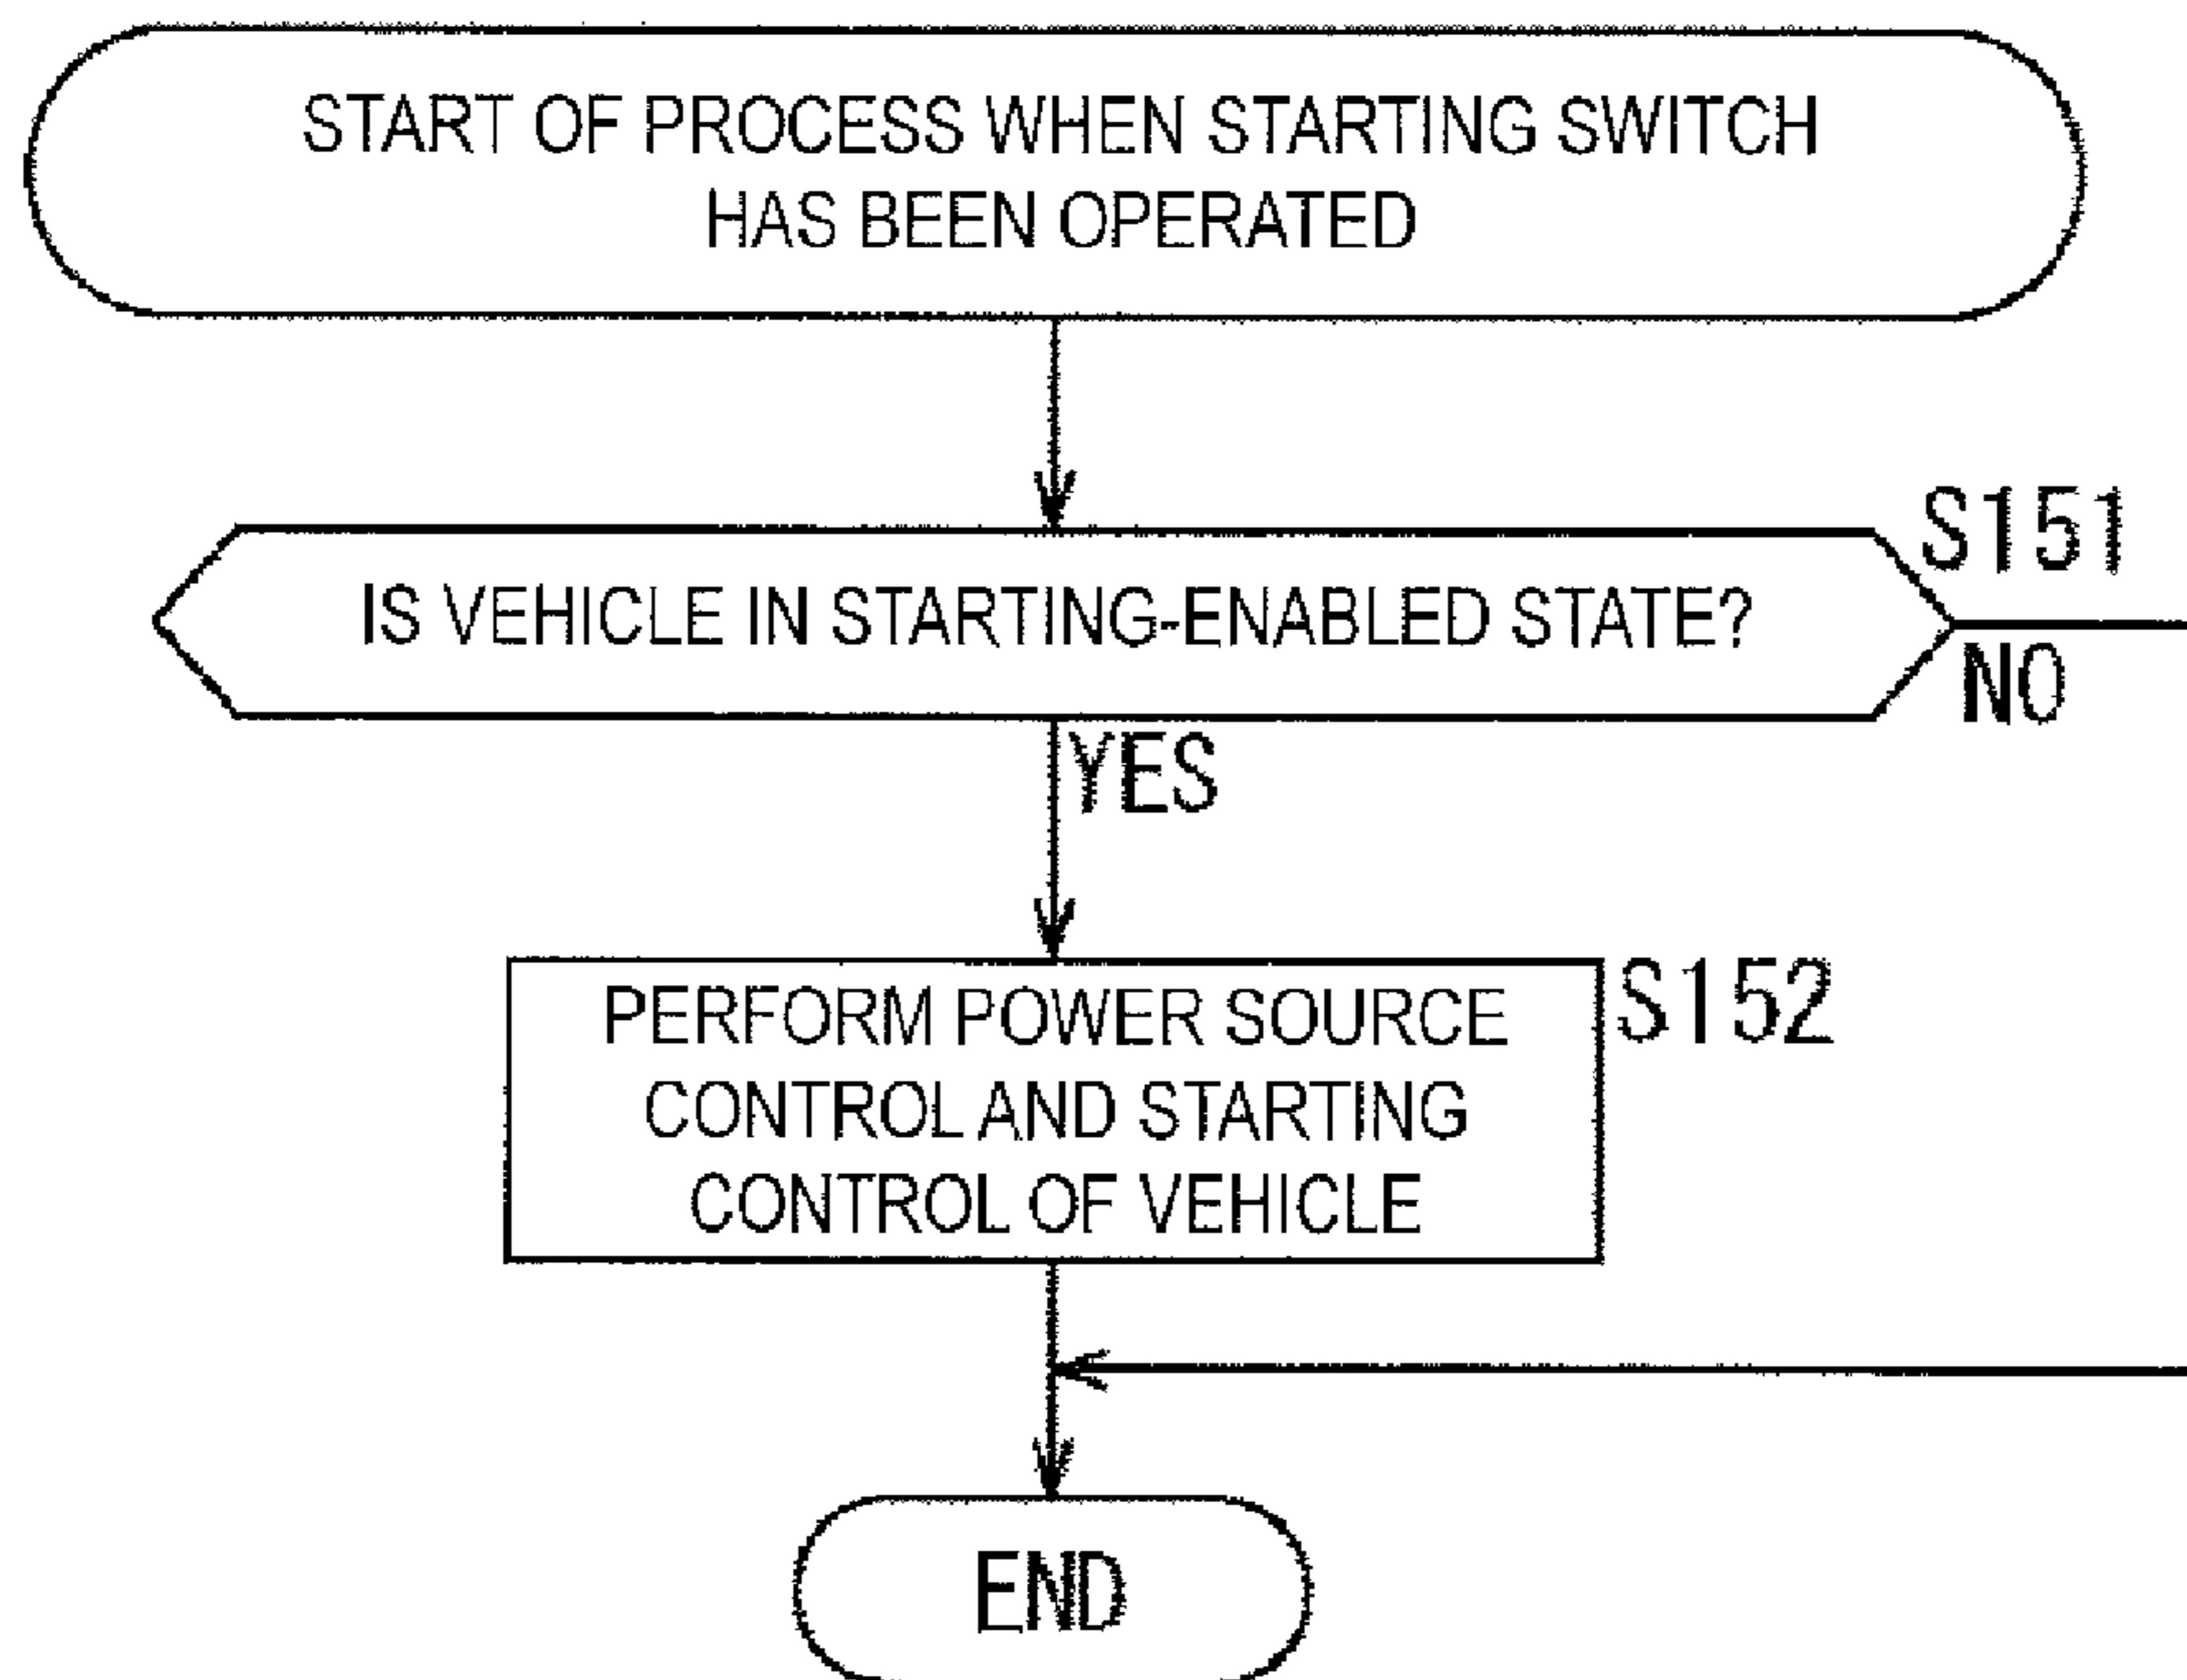 START OF PROCESS WHEN STARTING SWITCH
HAS BEEN OPERATED
S151
IS VEHICLE IN STARTING-ENABLED STATE?
NO
YES
S152
PERFORM POWER SOURCE
CONTROL AND STARTING
CONTROL OF VEHICLE
END